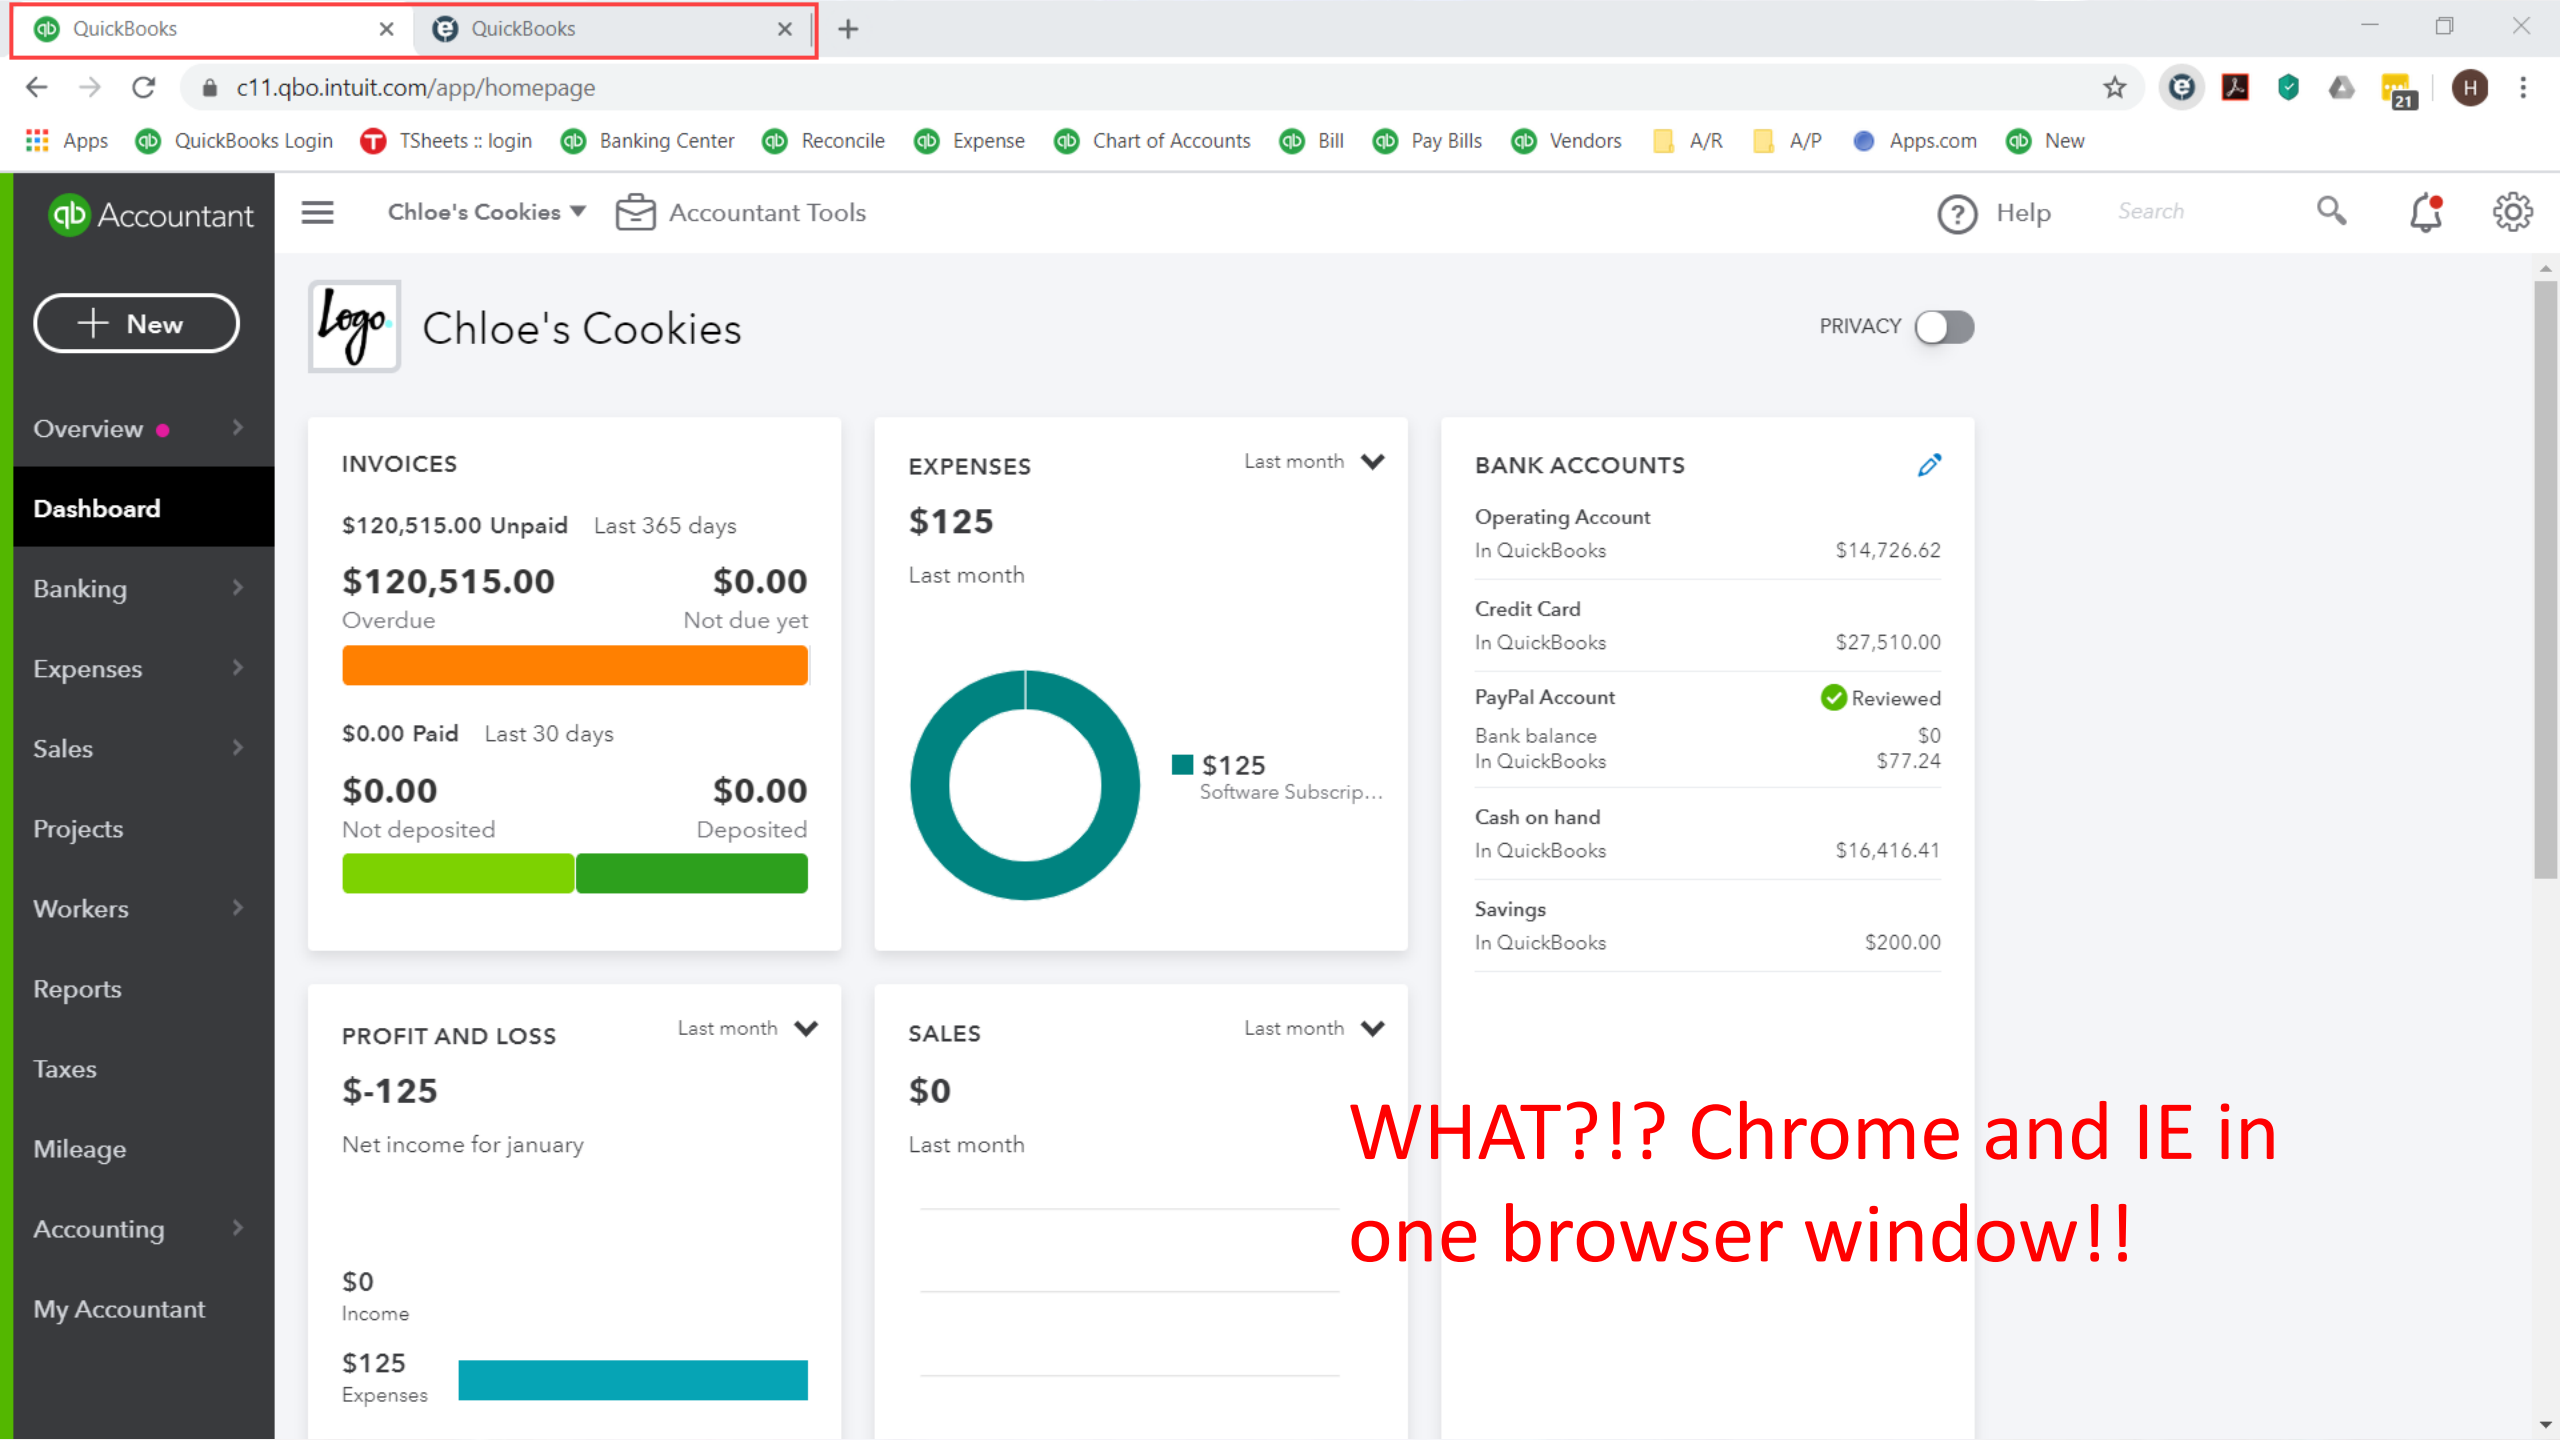 QuickBooks
QuickBooks
c11.qbo.intuit.com/app/homepage
21
H
Apps
QuickBooks Login
TSheets :: login
Banking Center
Reconcile
Expense
Chart of Accounts
Bill
Pay Bills
Vendors
A/R
A/P
Apps.com
New
qb Accountant
Chloe's Cookies
Accountant Tools
Help
Search
New
Overview
Dashboard
Banking
Expenses
Sales
Projects
Workers
Reports
Taxes
Mileage
Accounting
My Accountant
Logo.
Chloe's Cookies
PRIVACY
INVOICES
$120,515.00 Unpaid Last 365 days
$120,515.00 $0.00
Overdue Not due yet
$0.00 Paid Last 30 days
$0.00 $0.00
Not deposited Deposited
EXPENSES Last month
$125
Last month
$125
Software Subscrip...
BANK ACCOUNTS
Operating Account
In QuickBooks $14,726.62
Credit Card
In QuickBooks $27,510.00
PayPal Account Reviewed
Bank balance $0
In QuickBooks $77.24
Cash on hand
In QuickBooks $16,416.41
Savings
In QuickBooks $200.00
PROFIT AND LOSS Last month
$-125
Net income for january
$0
Income
$125
Expenses
SALES Last month
$0
Last month
WHAT?!? Chrome and IE in
one browser window!!